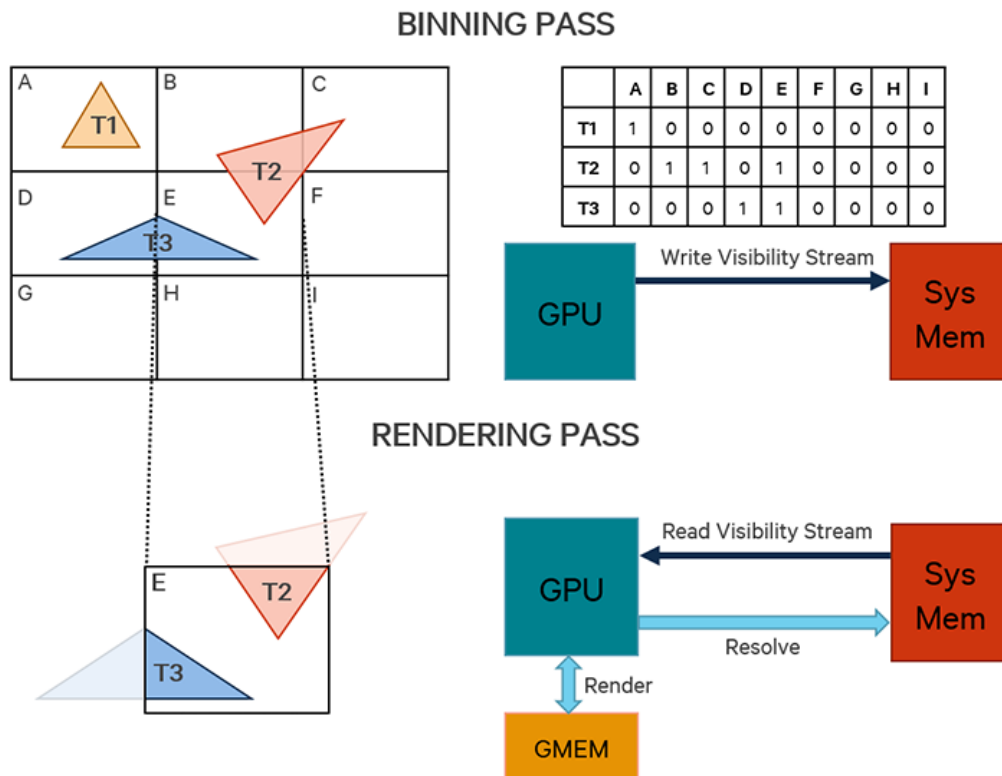 BINNING PASS
A B C
T1
T2
D E F
T3
G H I
A B C D E F G H I
T1 1 0 0 0 0 0 0 0 0
T2 0 1 1 0 1 0 0 0 0
T3 0 0 0 1 1 0 0 0 0
Write Visibility Stream
GPU
Sys
Mem
RENDERING PASS
E
T2
T3
Read Visibility Stream
GPU
Sys
Mem
Resolve
Render
GMEM